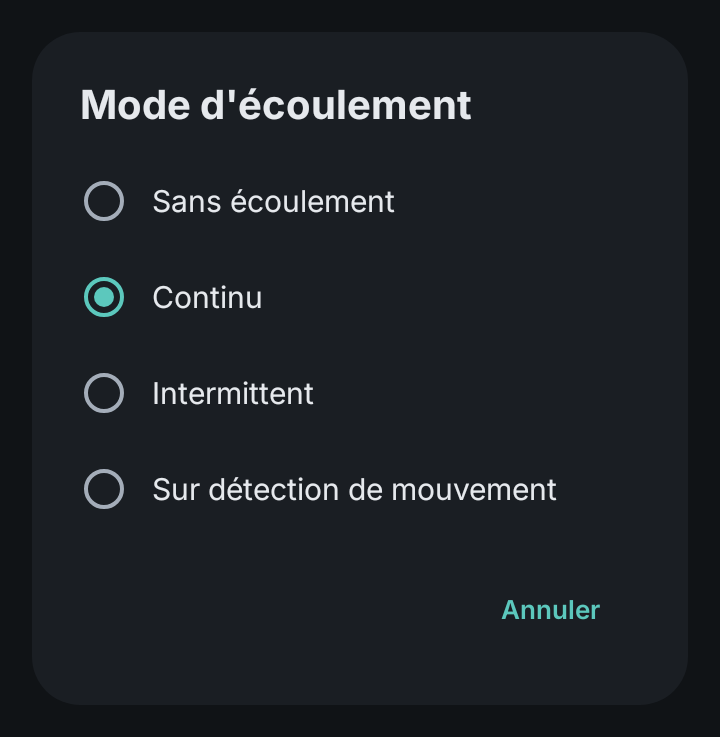 Mode d'écoulement
Sans écoulement
Continu
Intermittent
Sur détection de mouvement
Annuler